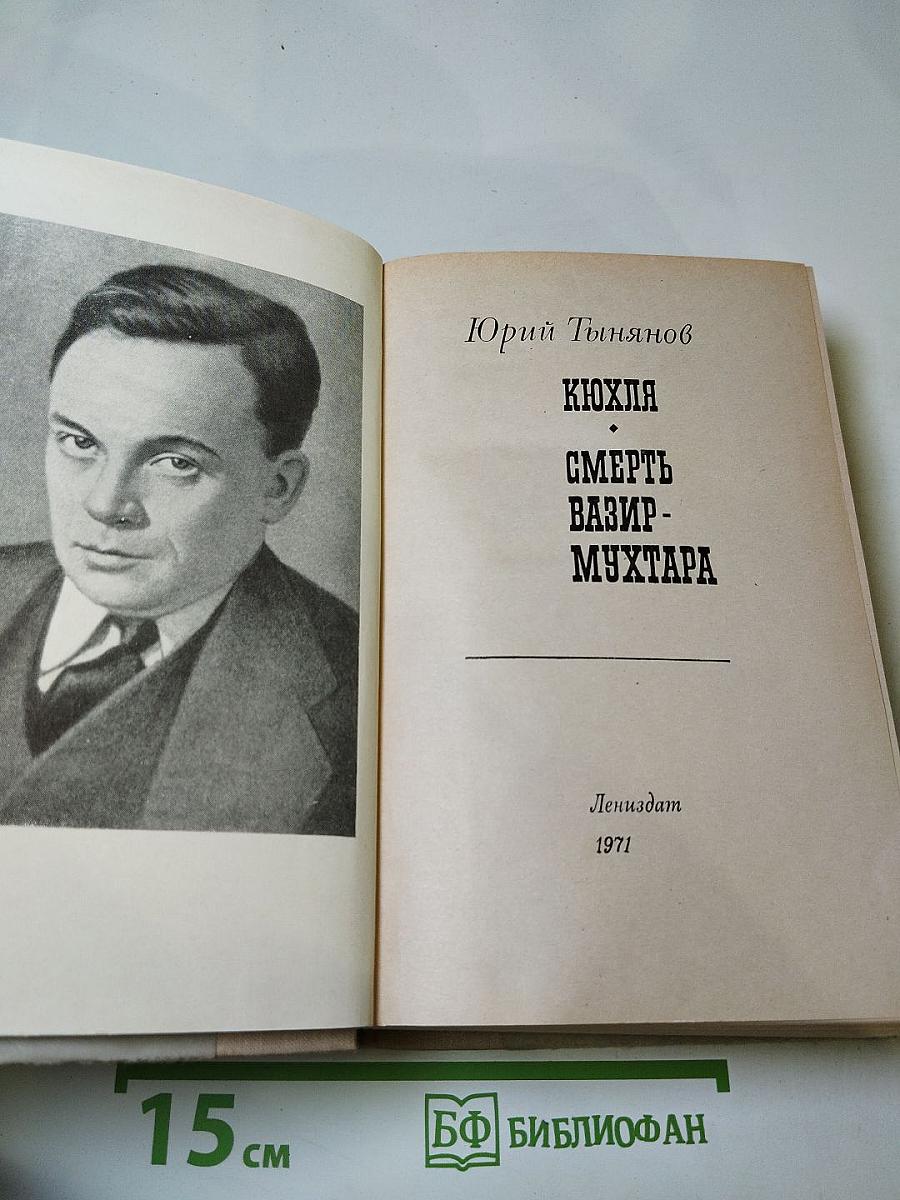 Юрий Тынянов
КЮХЛЯ
СМЕРТЬ
ВАЗИР-
МУХТАРА
Лениздат
1971
15 см
БФ БИБЛИОФАН